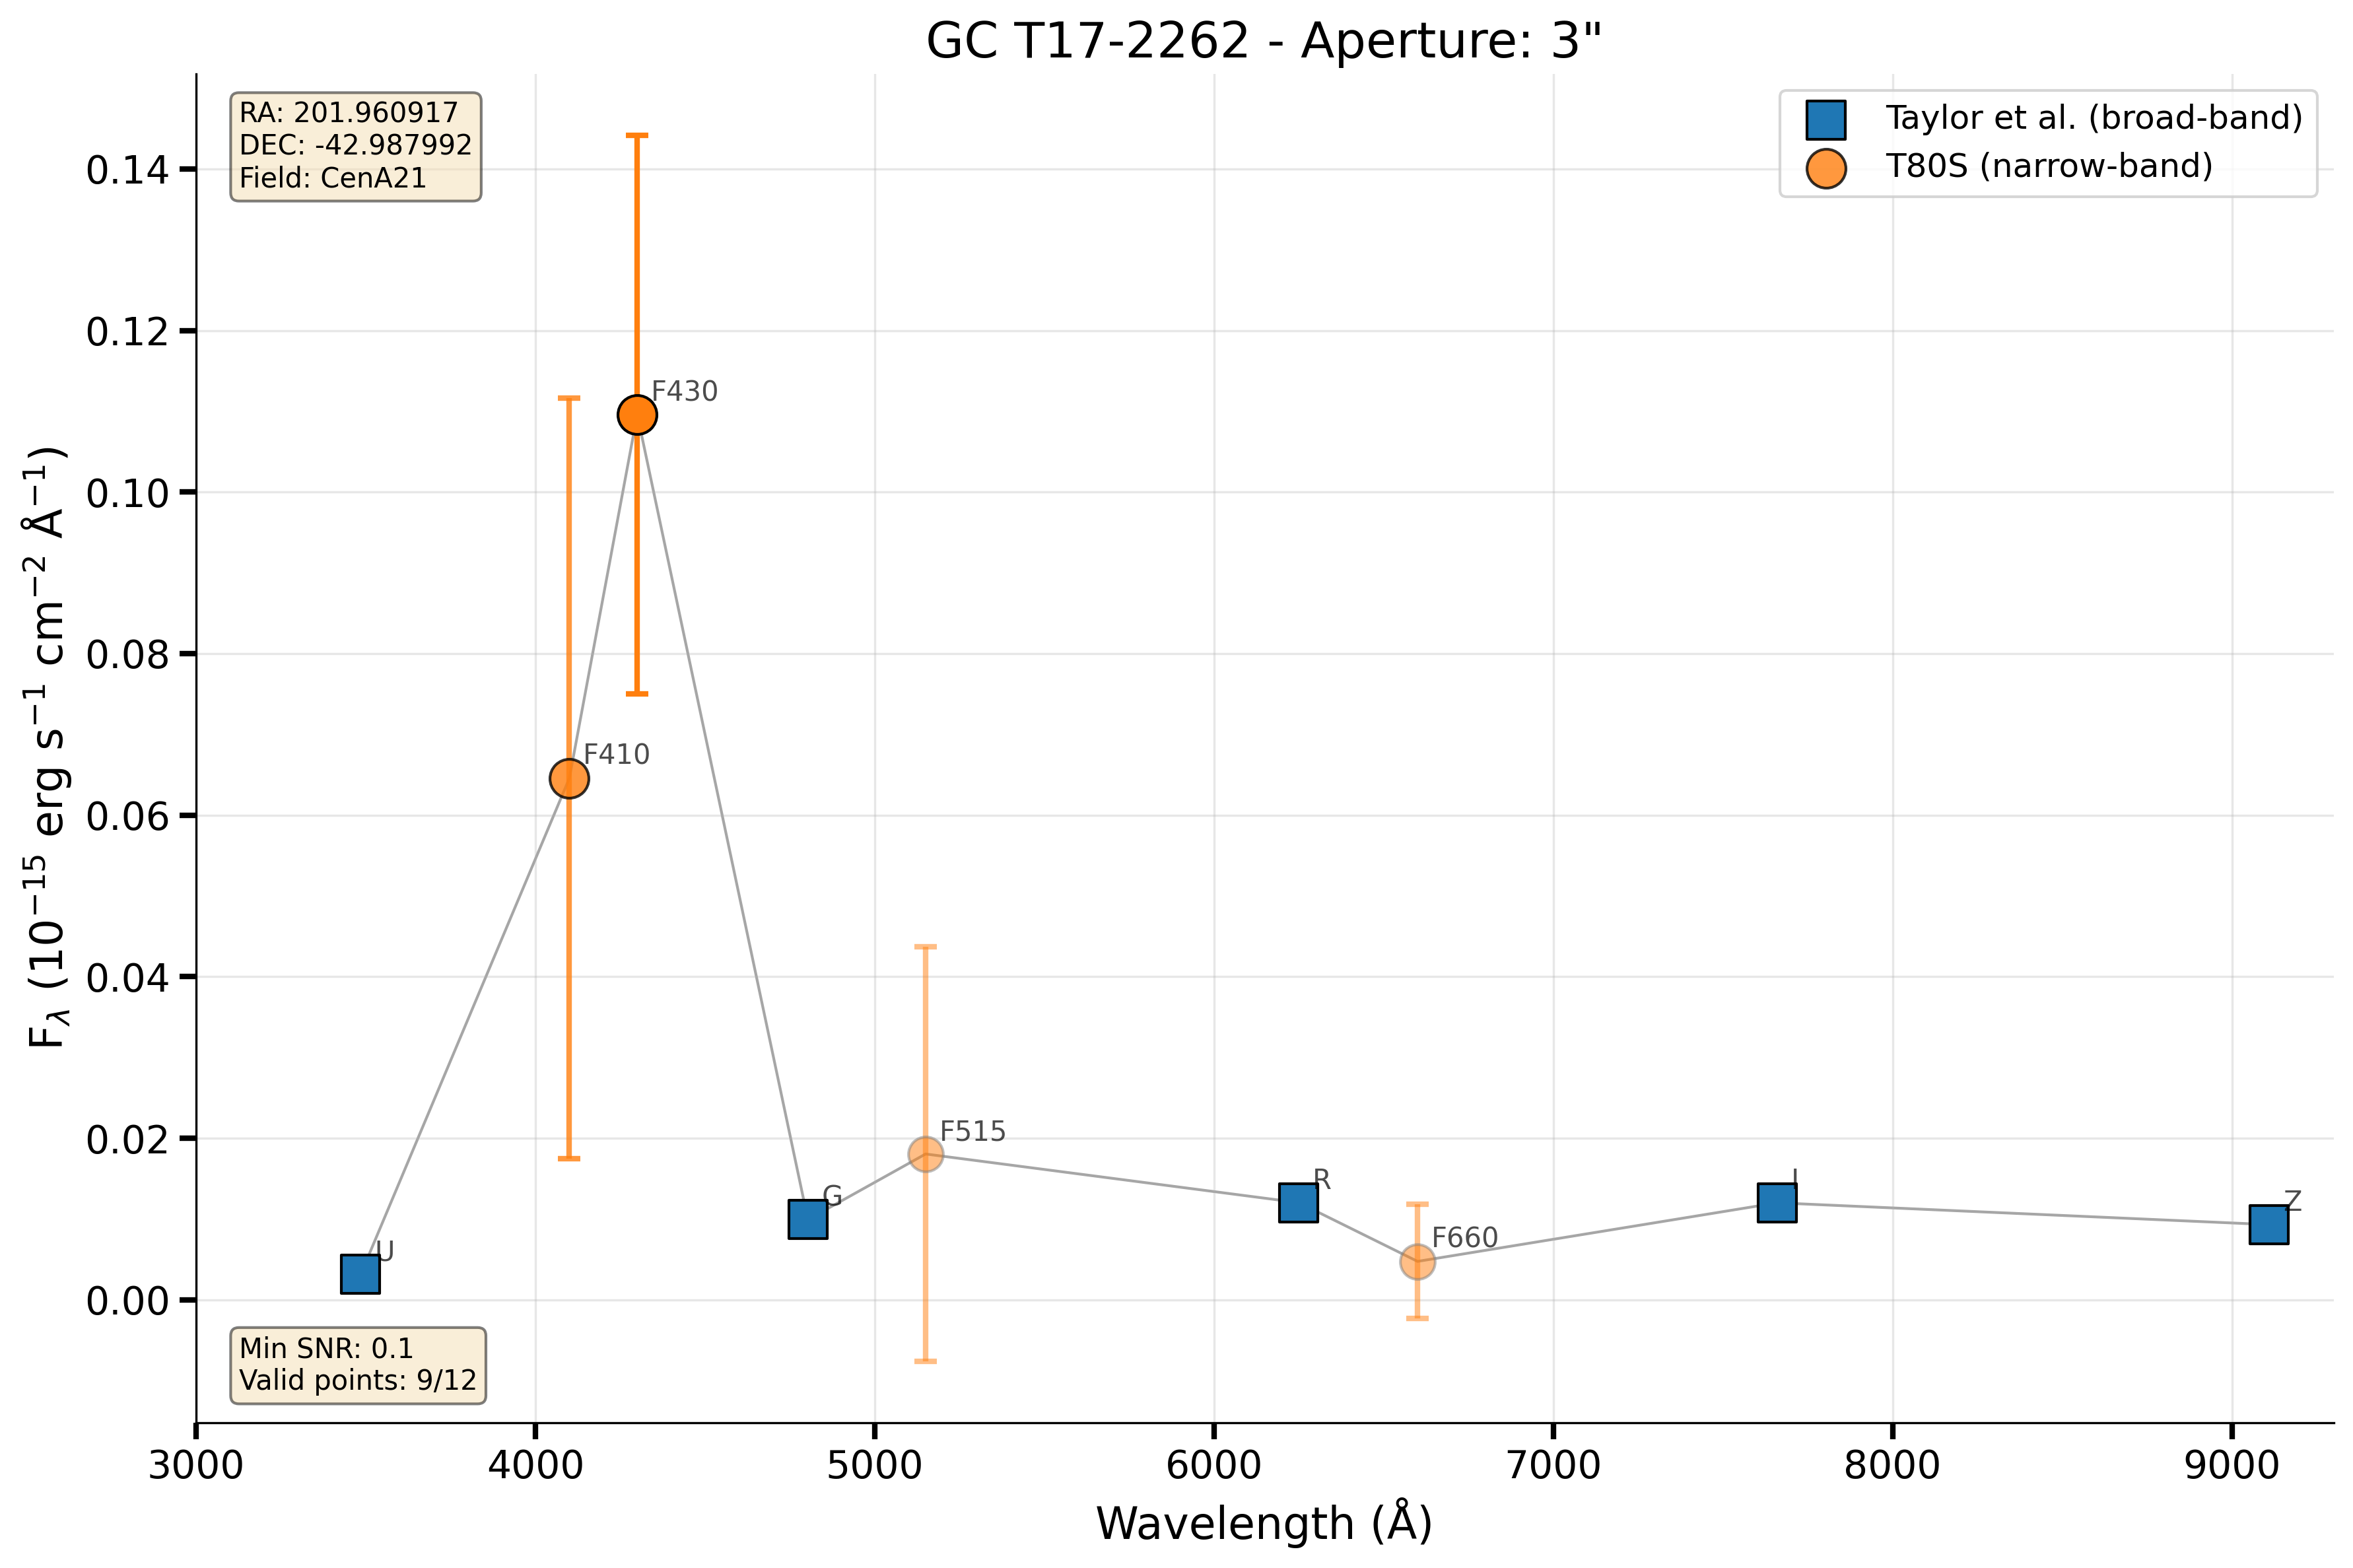 GC T17-2262 - Aperture: 3"
RA: 201.960917
DEC: -42.987992
Field: CenA21
Taylor et al. (broad-band)
T80S (narrow-band)
0.14
0.12
0.10
0.08
0.06
0.04
0.02
0.00
F430
F410
F515
R
I
Z
G
F660
U
Min SNR: 0.1
Valid points: 9/12
3000 4000 5000 6000 7000 8000 9000
Wavelength (Å)
Fλ (10⁻¹⁵ erg s⁻¹ cm⁻² Å⁻¹)